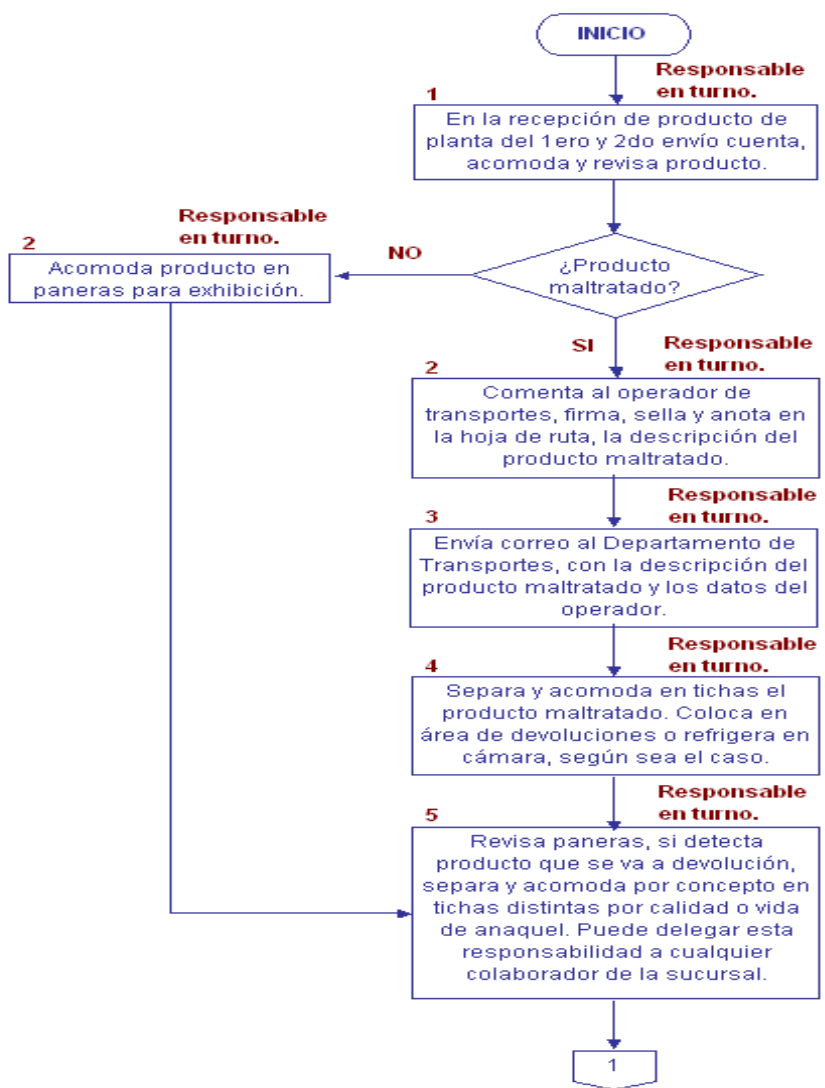 INICIO
Responsable
en turno.
1
En la recepción de producto de
planta del 1ero y 2do envío cuenta,
acomoda y revisa producto.
¿Producto
maltratado?
NO
Responsable
en turno.
2
Acomoda producto en
paneras para exhibición.
SI
Responsable
en turno.
2
Comenta al operador de
transportes, firma, sella y anota en
la hoja de ruta, la descripción del
producto maltratado.
Responsable
en turno.
3
Envía correo al Departamento de
Transportes, con la descripción del
producto maltratado y los datos del
operador.
Responsable
en turno.
4
Separa y acomoda en tichas el
producto maltratado. Coloca en
área de devoluciones o refrigera en
cámara, según sea el caso.
Responsable
en turno.
5
Revisa paneras, si detecta
producto que se va a devolución,
separa y acomoda por concepto en
tichas distintas por calidad o vida
de anaquel. Puede delegar esta
responsabilidad a cualquier
colaborador de la sucursal.
1